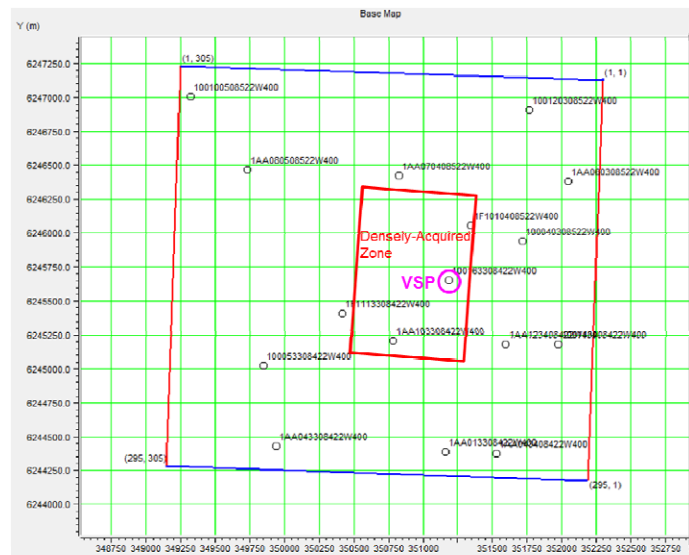 Base Map
Y (m)
(1, 305)
(1, 1)
6247250.0
6247000.0
6246750.0
6246500.0
6246250.0
6246000.0
6245750.0
6245500.0
6245250.0
6245000.0
6244750.0
6244500.0
6244250.0
6244000.0
100100508522W400
100120308522W400
1AA080508522W400
1AA070408522W400
1AA060308522W400
1F1010408522W400
100040308522W400
Densely-Acquired
Zone
VSP
100163308422W400
1F1113308422W400
1AA103308422W400
1AA123408422W400
100053308422W400
1AA043308422W400
1AA013308422W400
(295, 305)
(295, 1)
348750 349000 349250 349500 349750 350000 350250 350500 350750 351000 351500 351750 352000 352250 352500 352750